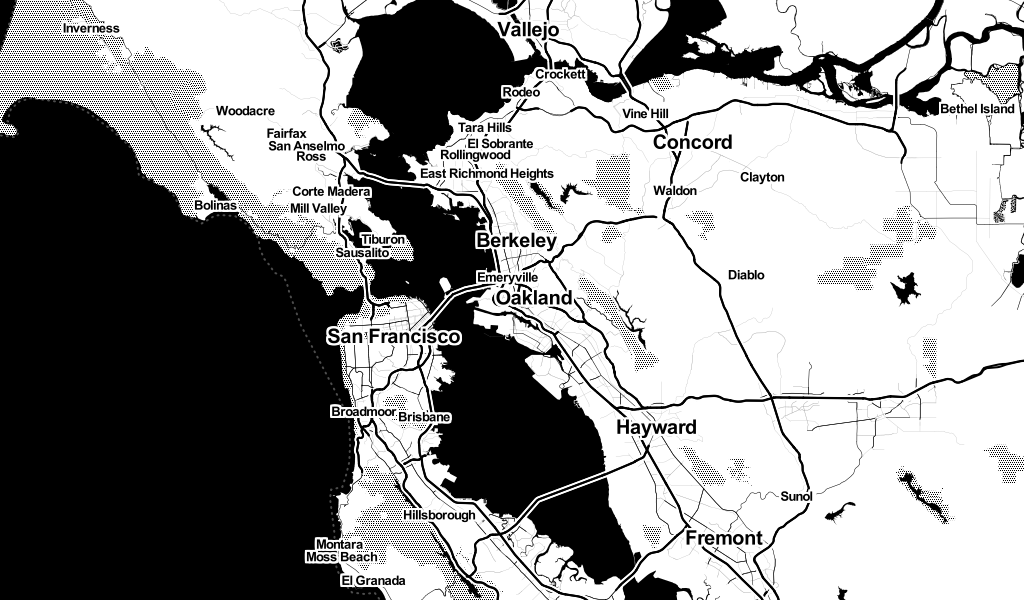 Inverness
Vallejo
Crockett
Rodeo
Woodacre
Vine Hill
Bethel Island
Tara Hills
Fairfax
San Anselmo
Ross
El Sobrante
Rollingwood
Concord
East Richmond Heights
Clayton
Corte Madera
Waldon
Bolinas
Mill Valley
Tiburon
Berkeley
Sausalito
Emeryville
Diablo
Oakland
San Francisco
Broadmoor
Brisbane
Hayward
Sunol
Hillsborough
Fremont
Montara
Moss Beach
El Granada